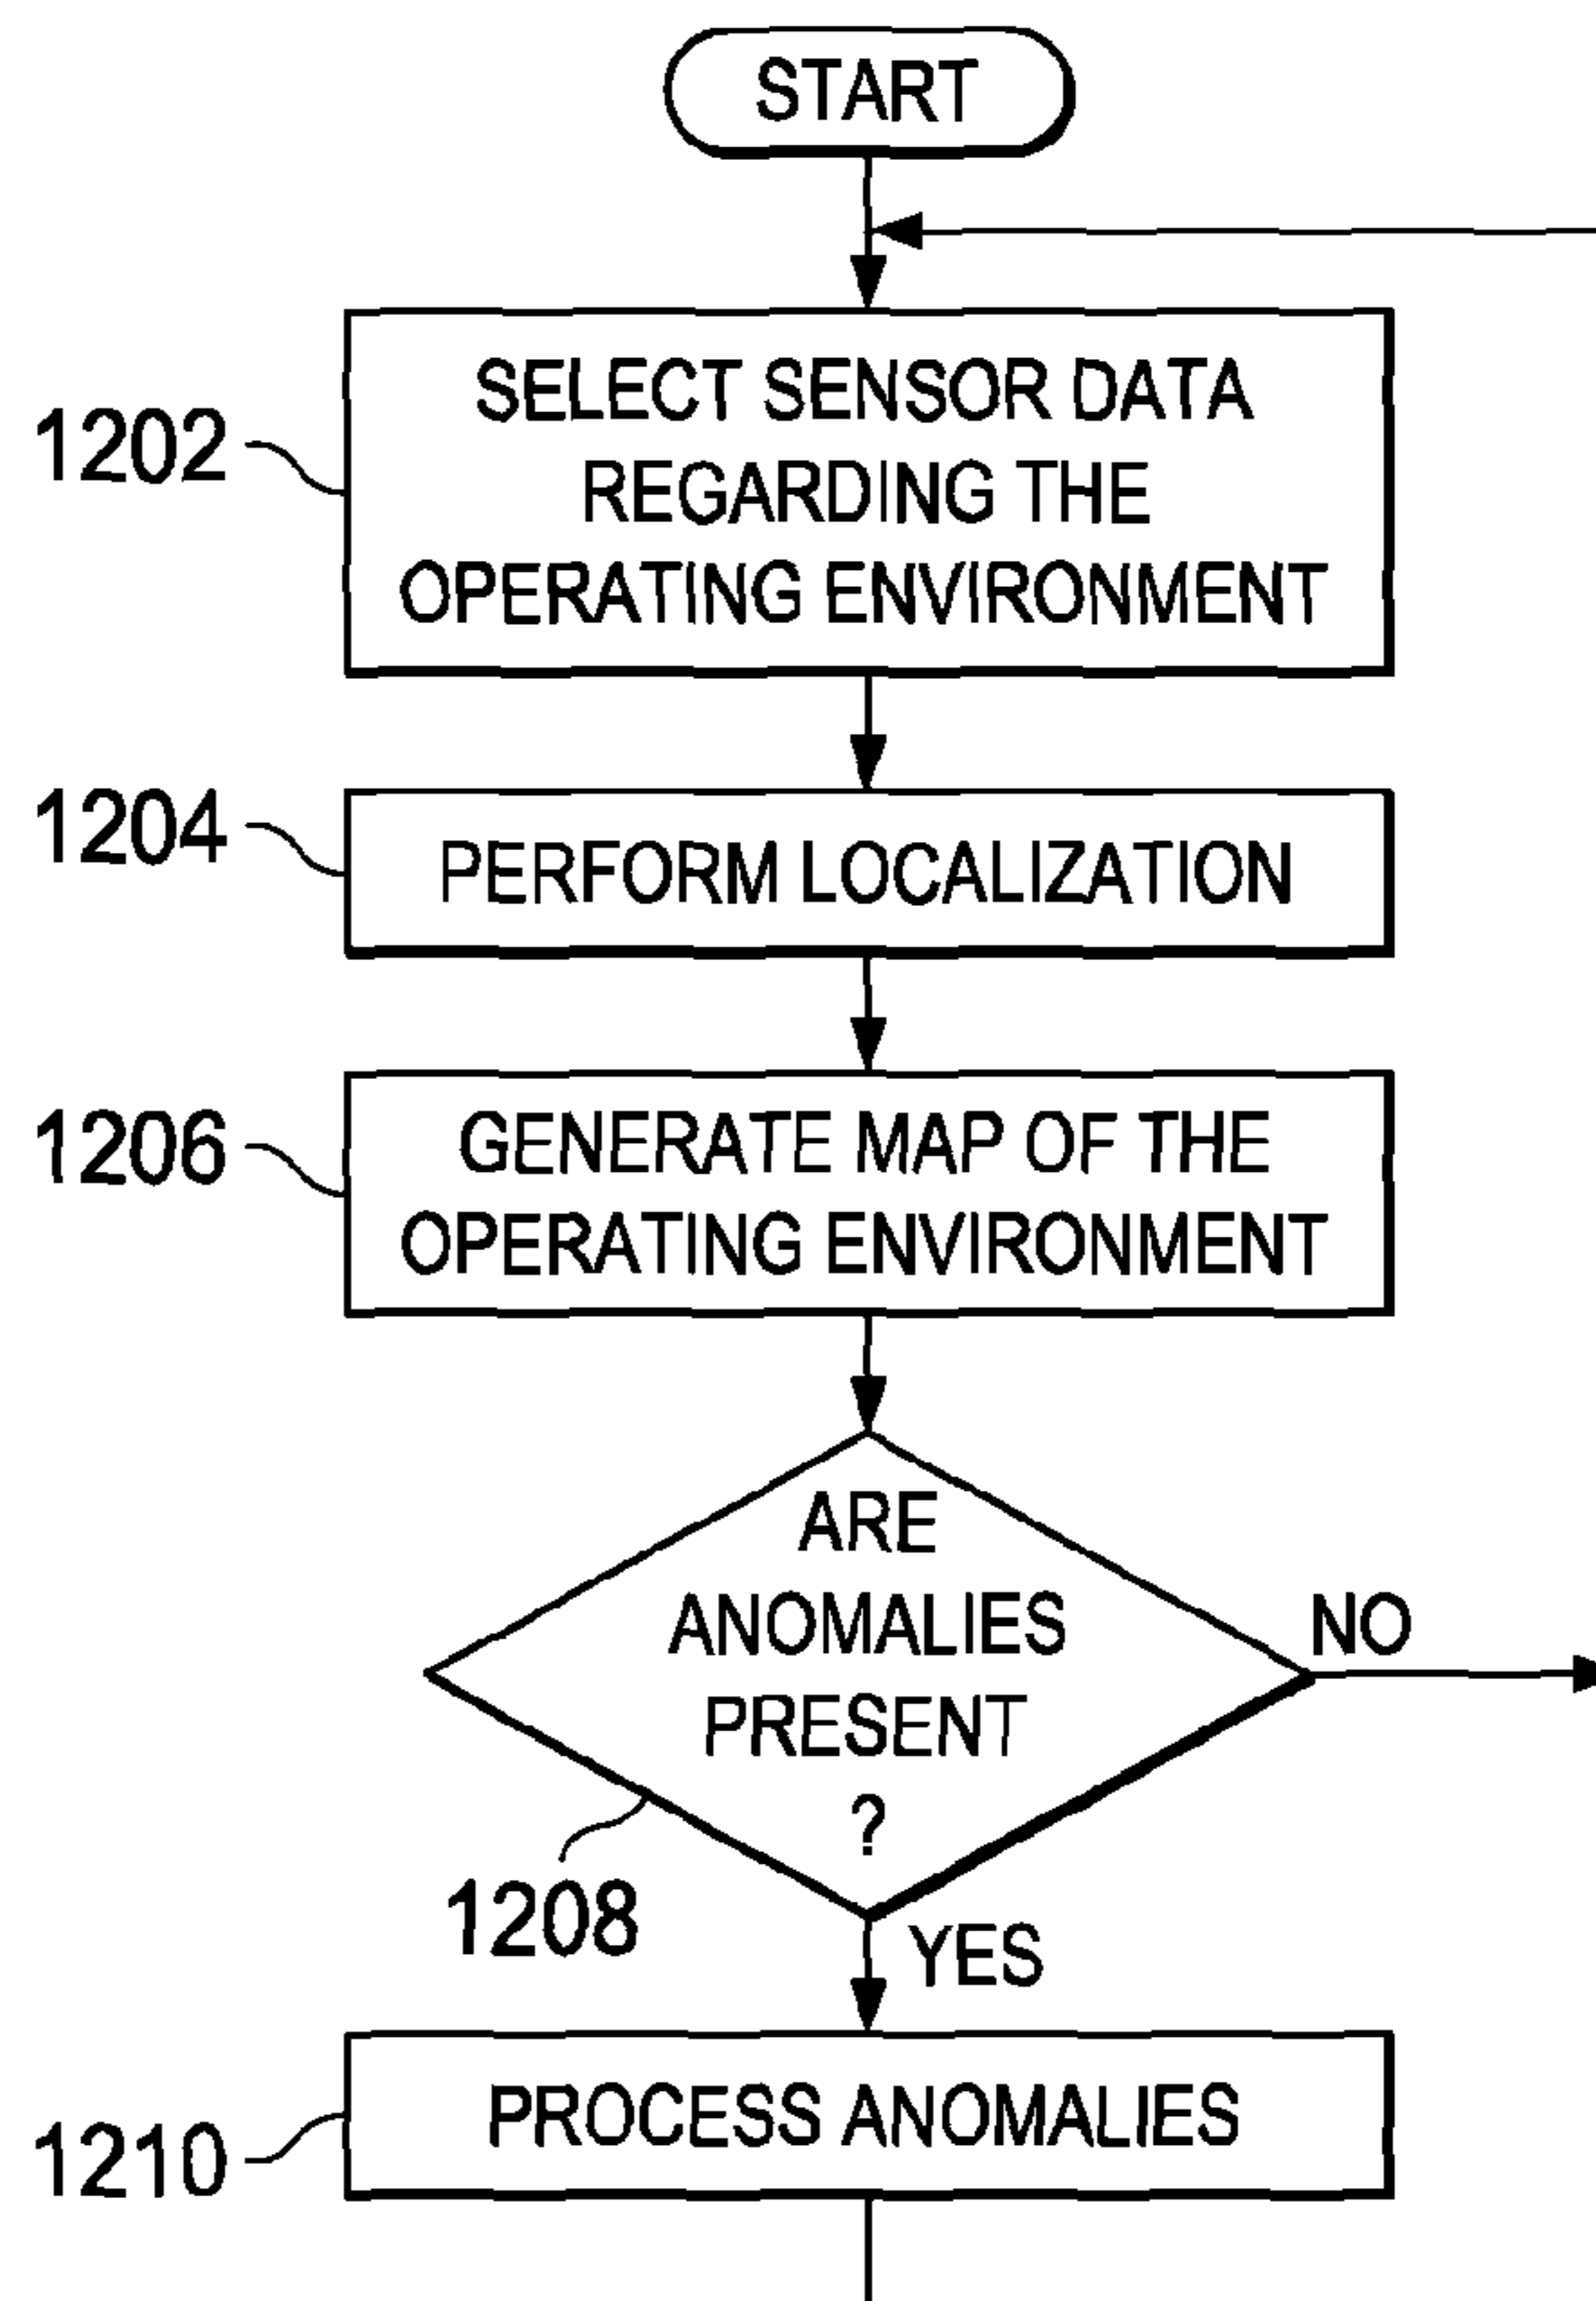 START
1202
SELECT SENSOR DATA
REGARDING THE
OPERATING ENVIRONMENT
1204
PERFORM LOCALIZATION
1206
GENERATE MAP OF THE
OPERATING ENVIRONMENT
ARE
ANOMALIES
PRESENT
?
NO
1208
YES
1210
PROCESS ANOMALIES